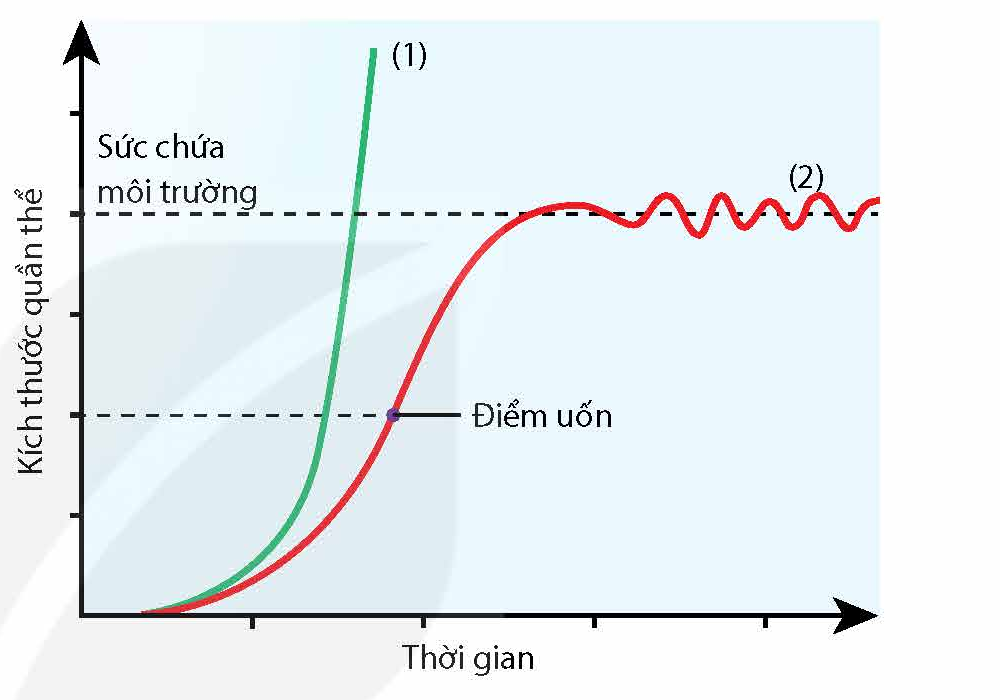 (1)
Sức chứa
môi trường
(2)
Kích thước quần thể
Điểm uốn
Thời gian